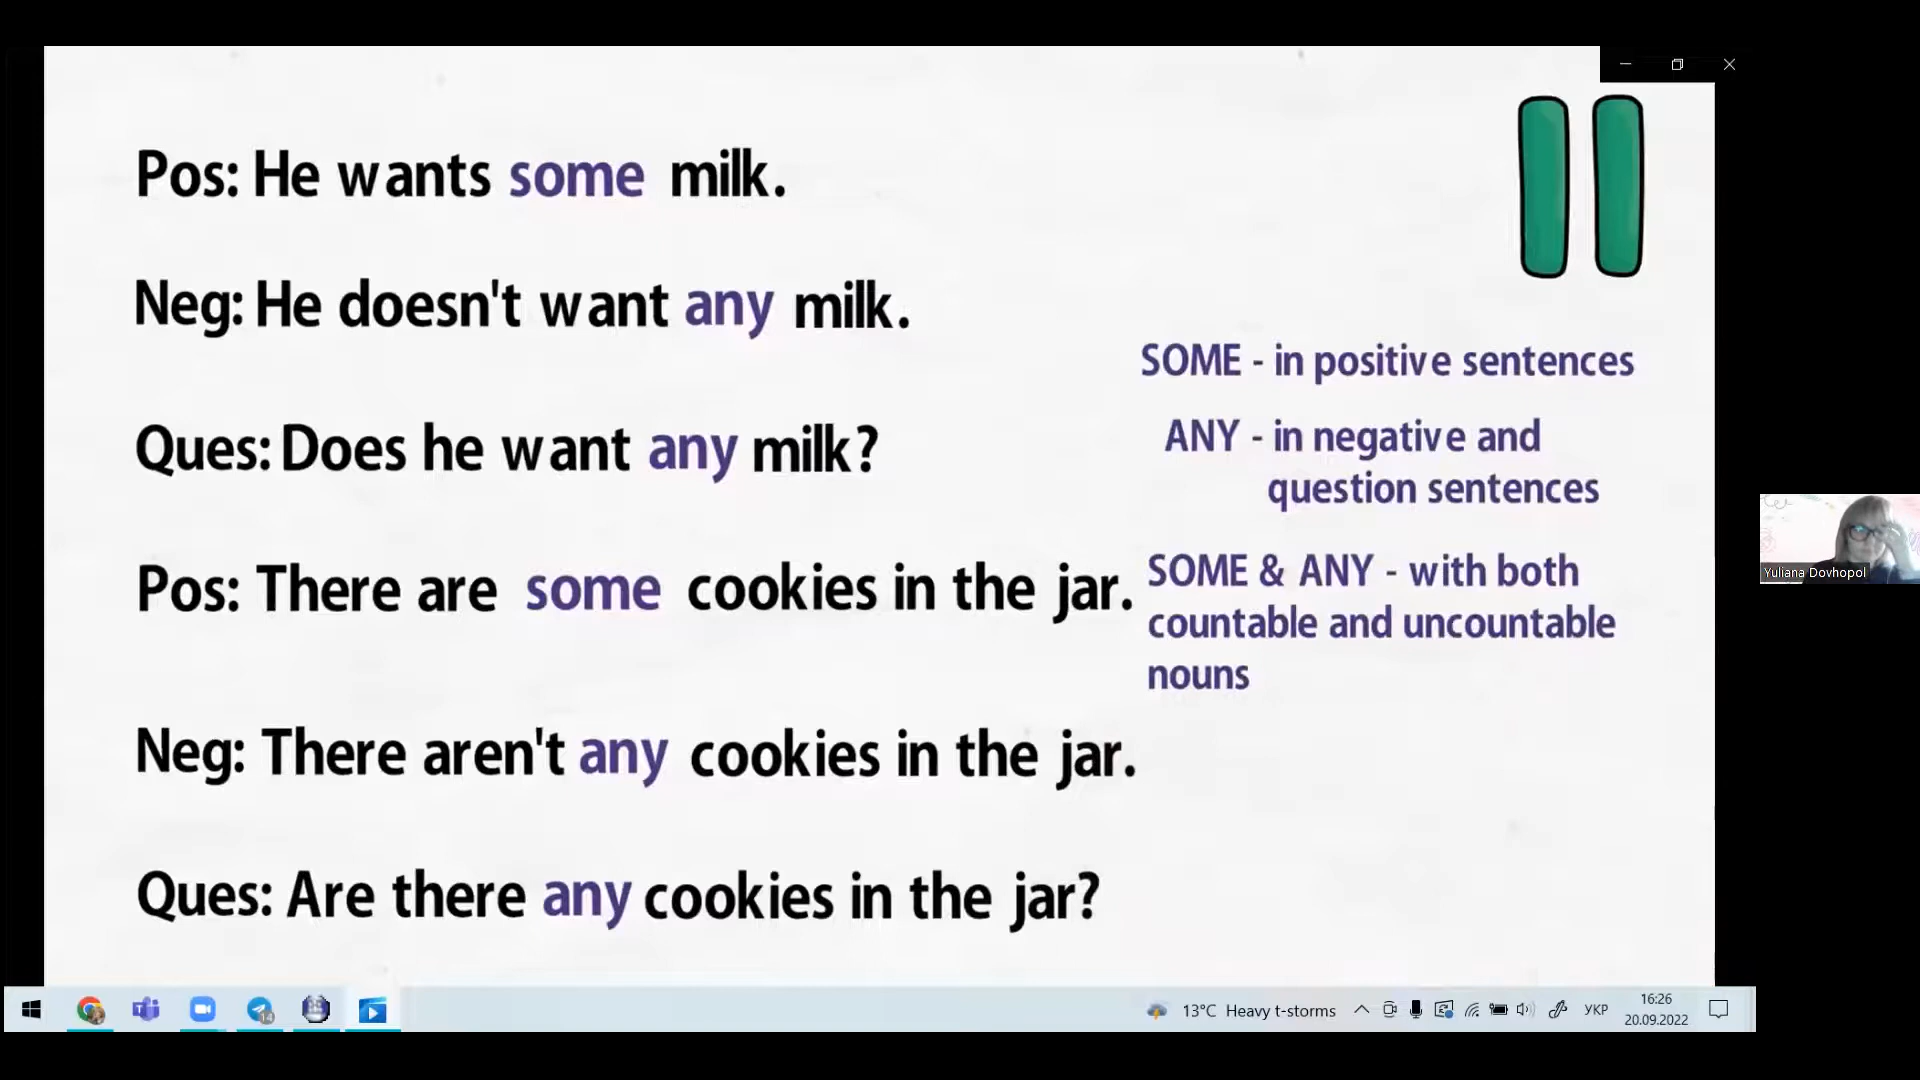 Pos: He wants some milk.
Neg: He doesn't want any milk.
Ques: Does he want any milk?
Pos: There are some cookies in the jar.
Neg: There aren't any cookies in the jar.
Ques: Are there any cookies in the jar?
SOME - in positive sentences
ANY - in negative and
question sentences
SOME & ANY - with both
countable and uncountable
nouns
Yuliana Dovhopol
14
13°C Heavy t-storms
УКР
16:26
20.09.2022